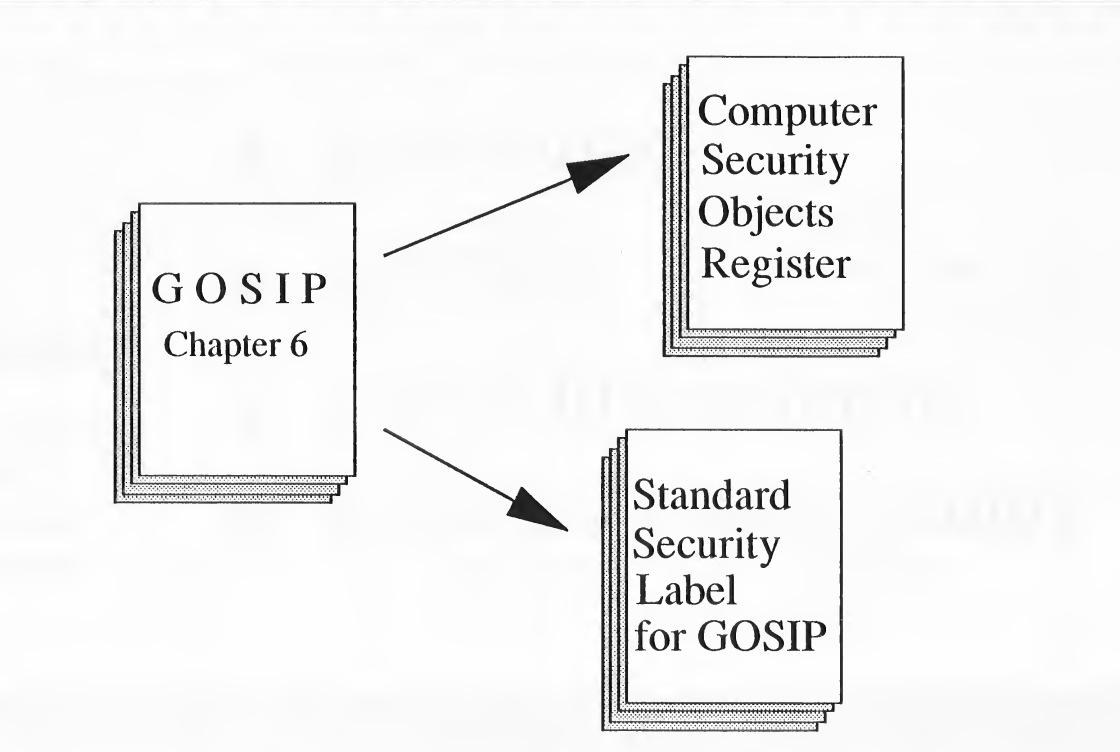 G O S I P
Chapter 6
Computer
Security
Objects
Register
Standard
Security
Label
for GOSIP